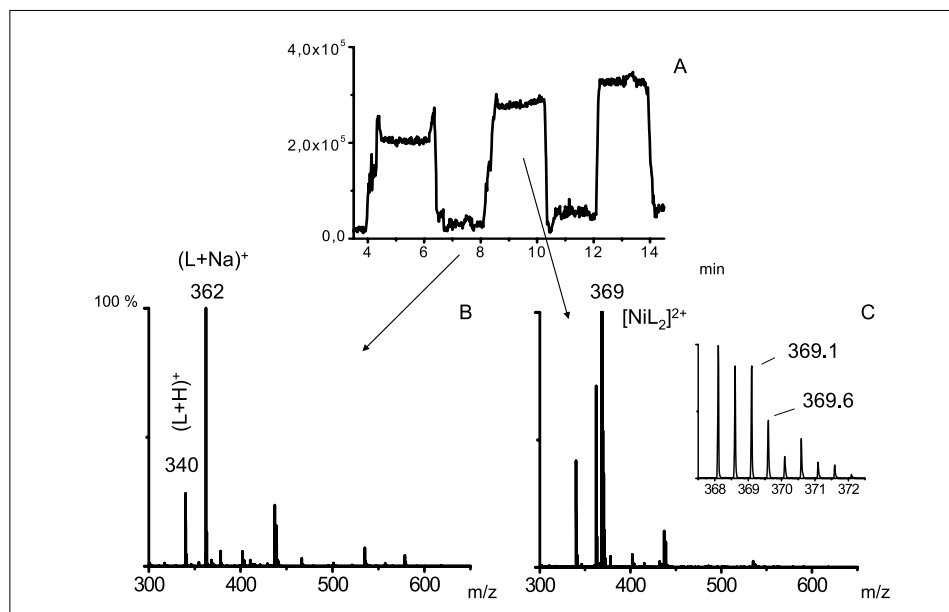 4,0x10⁵
A
2,0x10⁵
0,0
4 6 8 10 12 14
min
(L+Na)⁺
362
100 %
B
(L+H)⁺
340
300 400 500 600 m/z
369
[NiL₂]²⁺
C
369.1
369.6
368 369 370 371 372
300 400 500 600 m/z